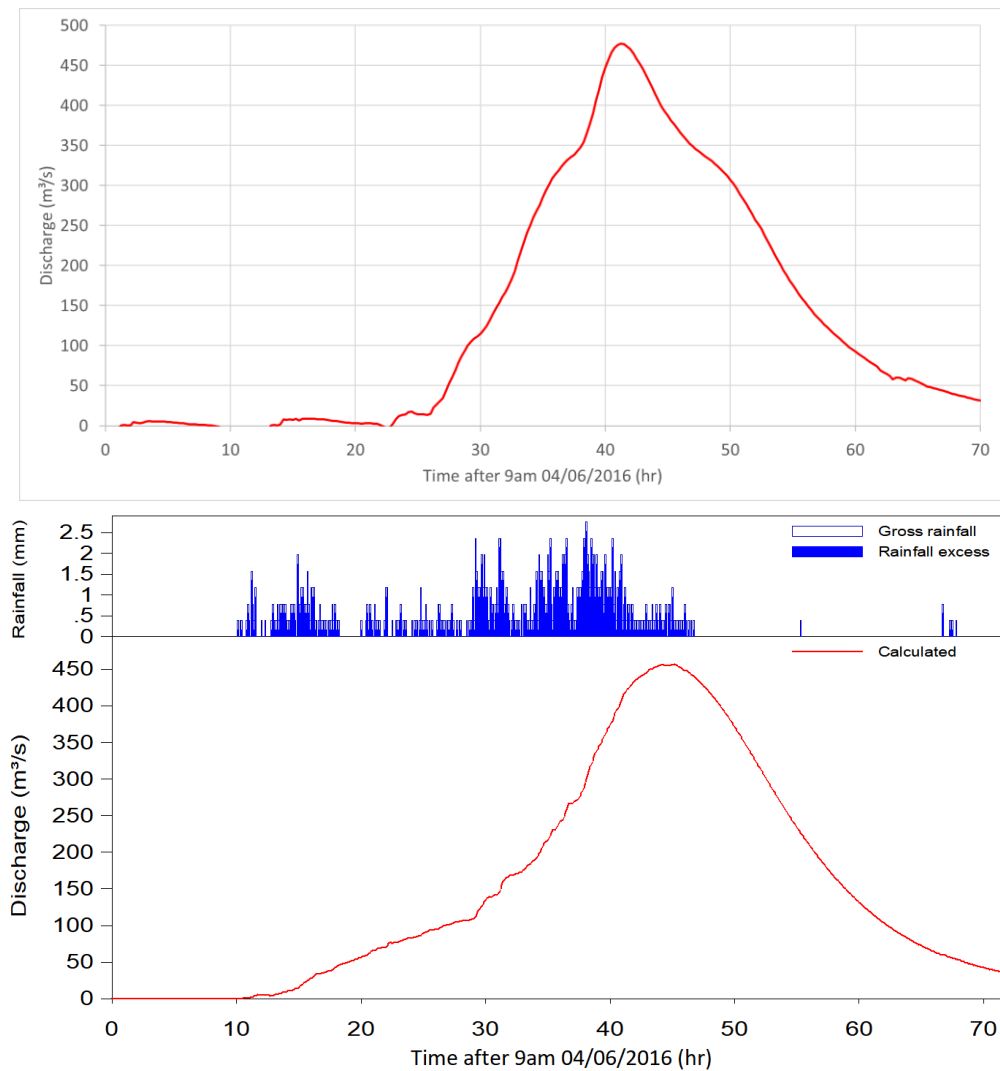 500
450
400
350
300
250
200
150
100
50
0
Discharge (m³/s)
0 10 20 30 40 50 60 70
Time after 9am 04/06/2016 (hr)
Rainfall (mm)
2.5
2
1.5
1
.5
0
Gross rainfall
Rainfall excess
Calculated
Discharge (m³/s)
450
400
350
300
250
200
150
100
50
0
0 10 20 30 40 50 60 70
Time after 9am 04/06/2016 (hr)